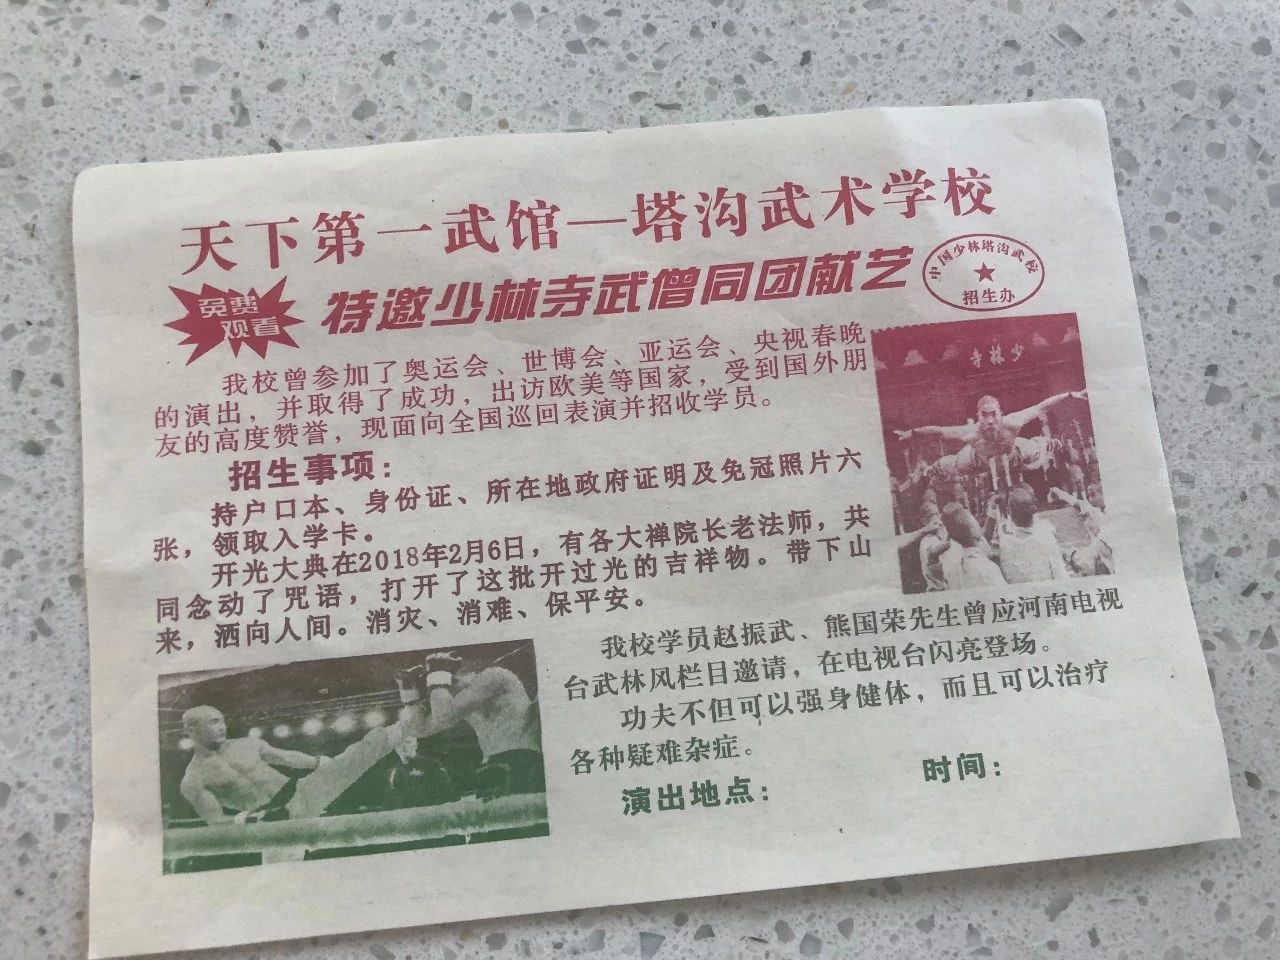 天下第一武馆—塔沟武术学校
免费
观看
特邀少林寺武僧同团献艺
中国少林塔沟武校
招生办
我校曾参加了奥运会、世博会、亚运会、央视春晚
的演出，并取得了成功，出访欧美等国家，受到国外朋
友的高度赞誉，现面向全国巡回表演并招收学员。
寺林少
招生事项：
持户口本、身份证、所在地政府证明及免冠照片六
张，领取入学卡。
开光大典在2018年2月6日，有各大禅院长老法师，共
同念动了咒语，打开了这批开过光的吉祥物。带下山
来，洒向人间。消灾、消难、保平安。
我校学员赵振武、熊国荣先生曾应河南电视
台武林风栏目邀请，在电视台闪亮登场。
功夫不但可以强身健体，而且可以治疗
各种疑难杂症。
演出地点：
时间：